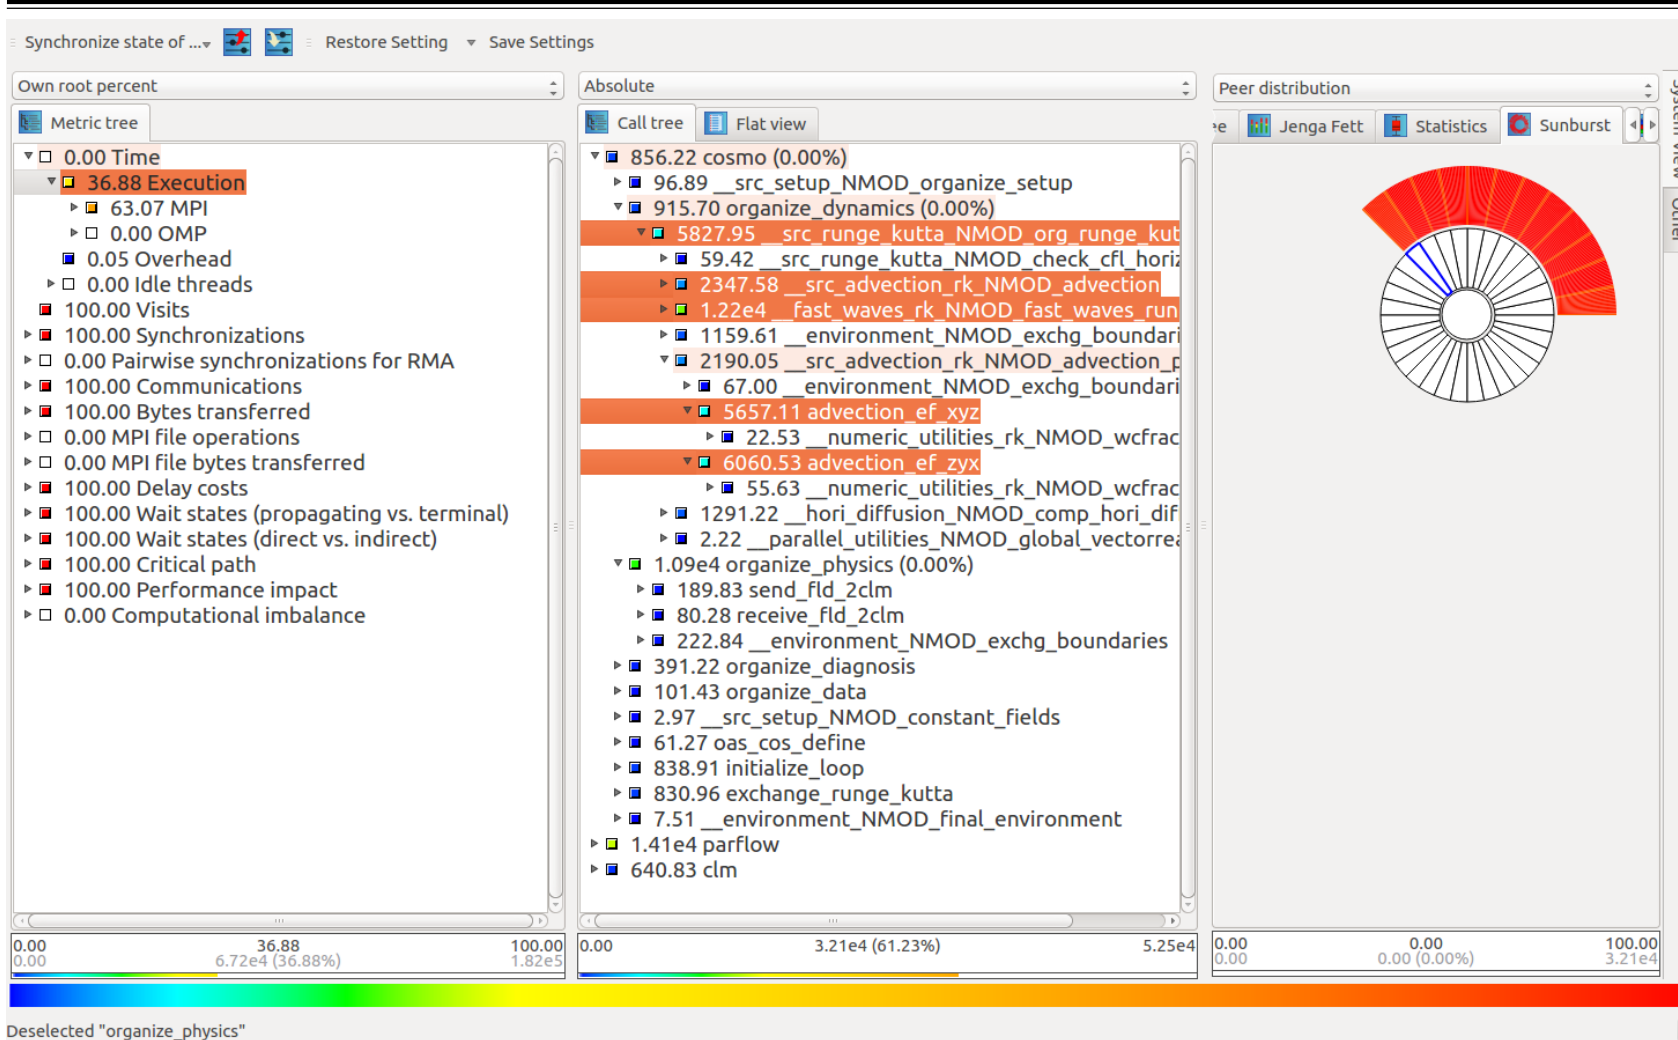 Synchronize state of ... Restore Setting Save Settings
Own root percent
Metric tree
0.00 Time
36.88 Execution
63.07 MPI
0.00 OMP
0.05 Overhead
0.00 Idle threads
100.00 Visits
100.00 Synchronizations
0.00 Pairwise synchronizations for RMA
100.00 Communications
100.00 Bytes transferred
0.00 MPI file operations
0.00 MPI file bytes transferred
100.00 Delay costs
100.00 Wait states (propagating vs. terminal)
100.00 Wait states (direct vs. indirect)
100.00 Critical path
100.00 Performance impact
0.00 Computational imbalance
0.00 36.88 100.00
0.00 6.72e4 (36.88%) 1.82e5
Absolute
Call tree Flat view
856.22 cosmo (0.00%)
96.89 __src_setup_NMOD_organize_setup
915.70 organize_dynamics (0.00%)
5827.95 __src_runge_kutta_NMOD_org_runge_kut
59.42 __src_runge_kutta_NMOD_check_cfl_horiz
2347.58 __src_advection_rk_NMOD_advection
1.22e4 __fast_waves_rk_NMOD_fast_waves_run
1159.61 __environment_NMOD_exchg_boundari
2190.05 __src_advection_rk_NMOD_advection_p
67.00 __environment_NMOD_exchg_boundari
5657.11 advection_ef_xyz
22.53 __numeric_utilities_rk_NMOD_wcfrac
6060.53 advection_ef_zyx
55.63 __numeric_utilities_rk_NMOD_wcfrac
1291.22 __hori_diffusion_NMOD_comp_hori_dif
2.22 __parallel_utilities_NMOD_global_vectorrea
1.09e4 organize_physics (0.00%)
189.83 send_fld_2clm
80.28 receive_fld_2clm
222.84 __environment_NMOD_exchg_boundaries
391.22 organize_diagnosis
101.43 organize_data
2.97 __src_setup_NMOD_constant_fields
61.27 oas_cos_define
838.91 initialize_loop
830.96 exchange_runge_kutta
7.51 __environment_NMOD_final_environment
1.41e4 parflow
640.83 clm
0.00 3.21e4 (61.23%) 5.25e4
Peer distribution
ee Jenga Fett Statistics Sunburst
System view
0.00 0.00 100.00
0.00 0.00 (0.00%) 3.21e4
Deselected "organize_physics"